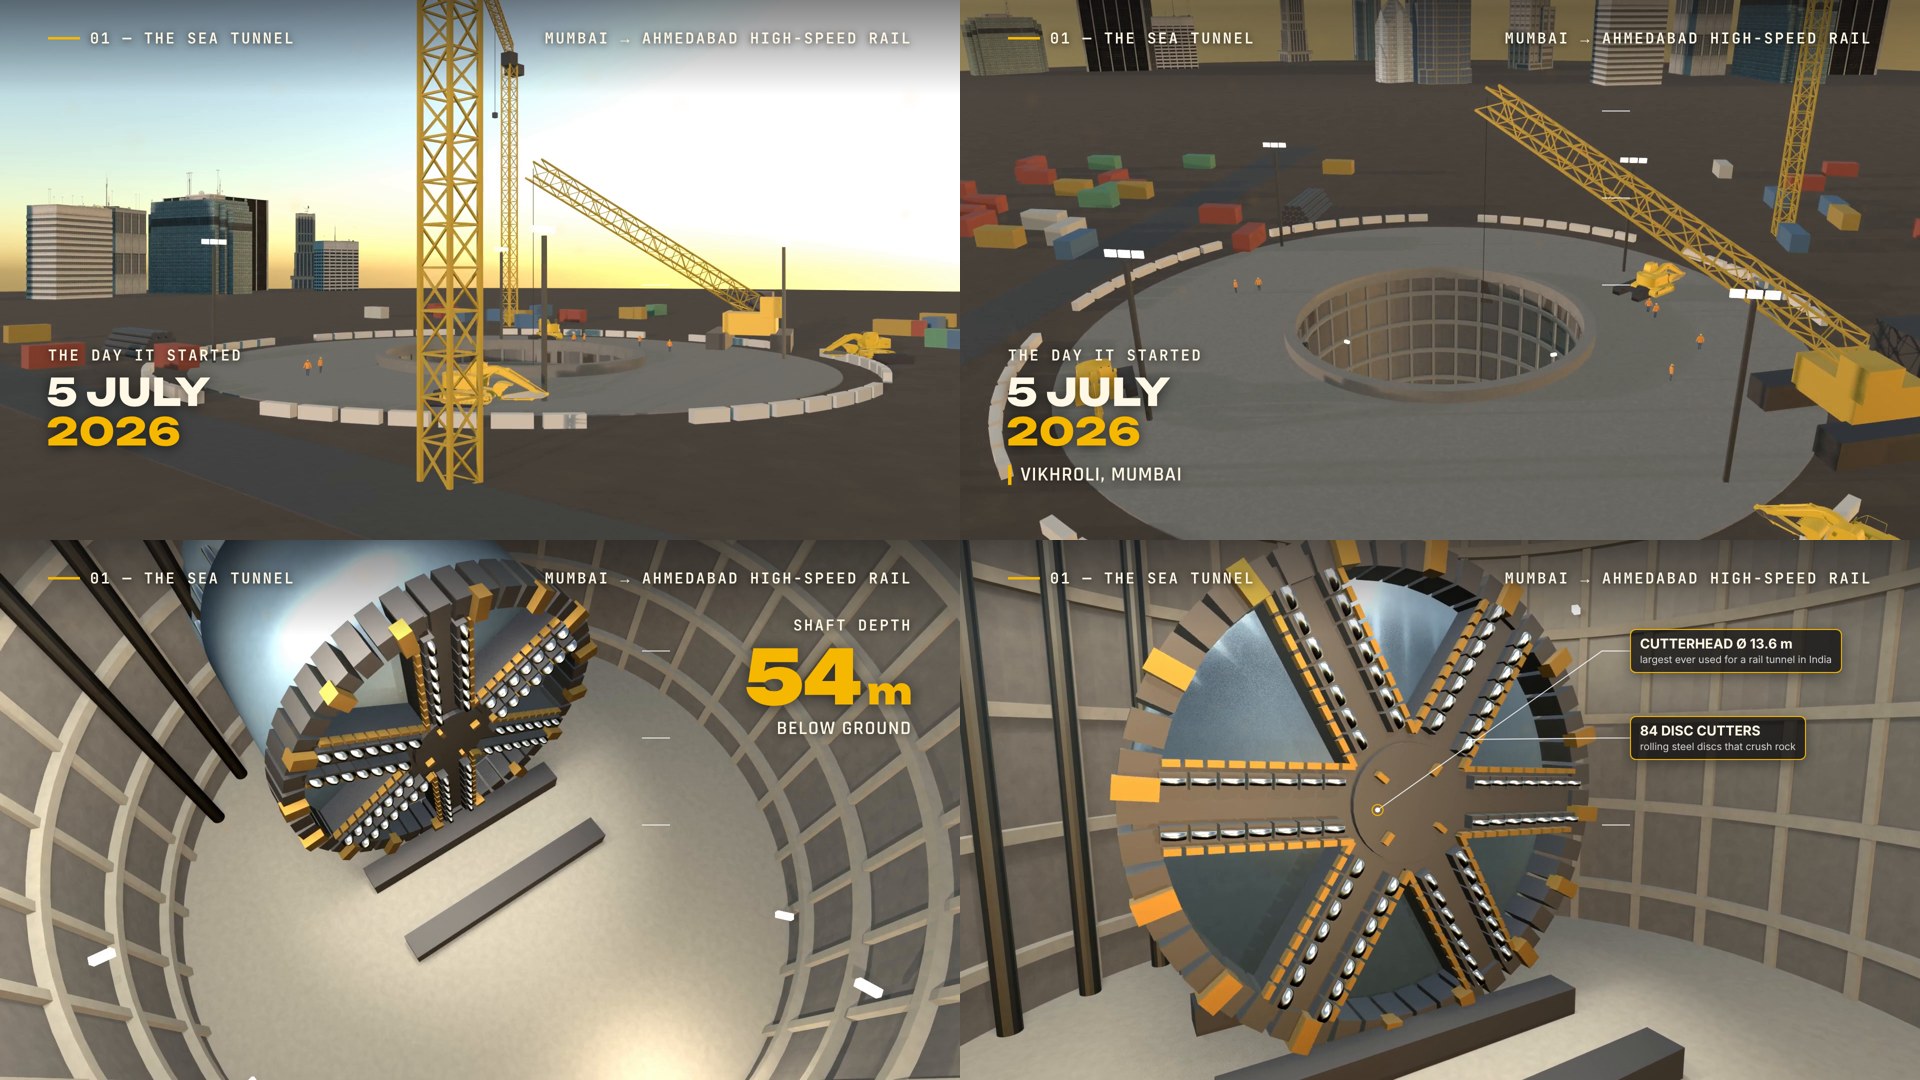 01 — THE SEA TUNNEL
MUMBAI → AHMEDABAD HIGH-SPEED RAIL
THE DAY IT STARTED
5 JULY
2026
01 — THE SEA TUNNEL
MUMBAI → AHMEDABAD HIGH-SPEED RAIL
THE DAY IT STARTED
5 JULY
2026
VIKHROLI, MUMBAI
01 — THE SEA TUNNEL
MUMBAI → AHMEDABAD HIGH-SPEED RAIL
SHAFT DEPTH
54 m
BELOW GROUND
01 — THE SEA TUNNEL
MUMBAI → AHMEDABAD HIGH-SPEED RAIL
CUTTERHEAD Ø 13.6 m
largest ever used for a rail tunnel in India
84 DISC CUTTERS
rolling steel discs that crush rock